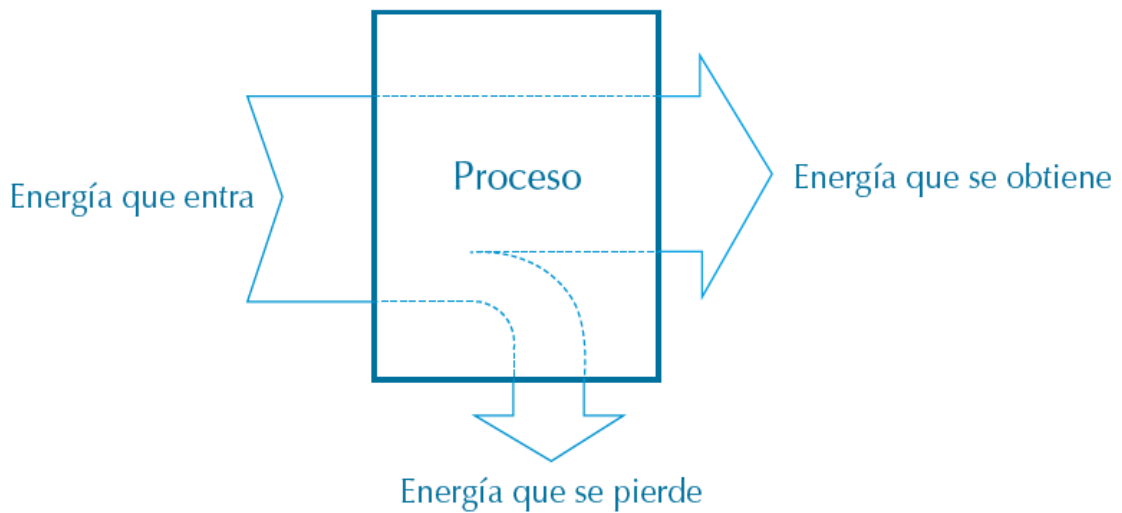 Proceso
Energía que entra
Energía que se obtiene
Energía que se pierde